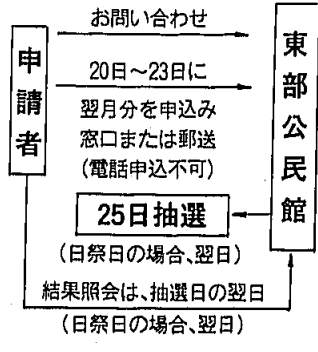 お問い合わせ
申請者
東部公民館
20日〜23日に
翌月分を申込み
窓口または郵送
(電話申込不可)
25日抽選
(日祭日の場合、翌日)
結果照会は、抽選日の翌日
(日祭日の場合、翌日)